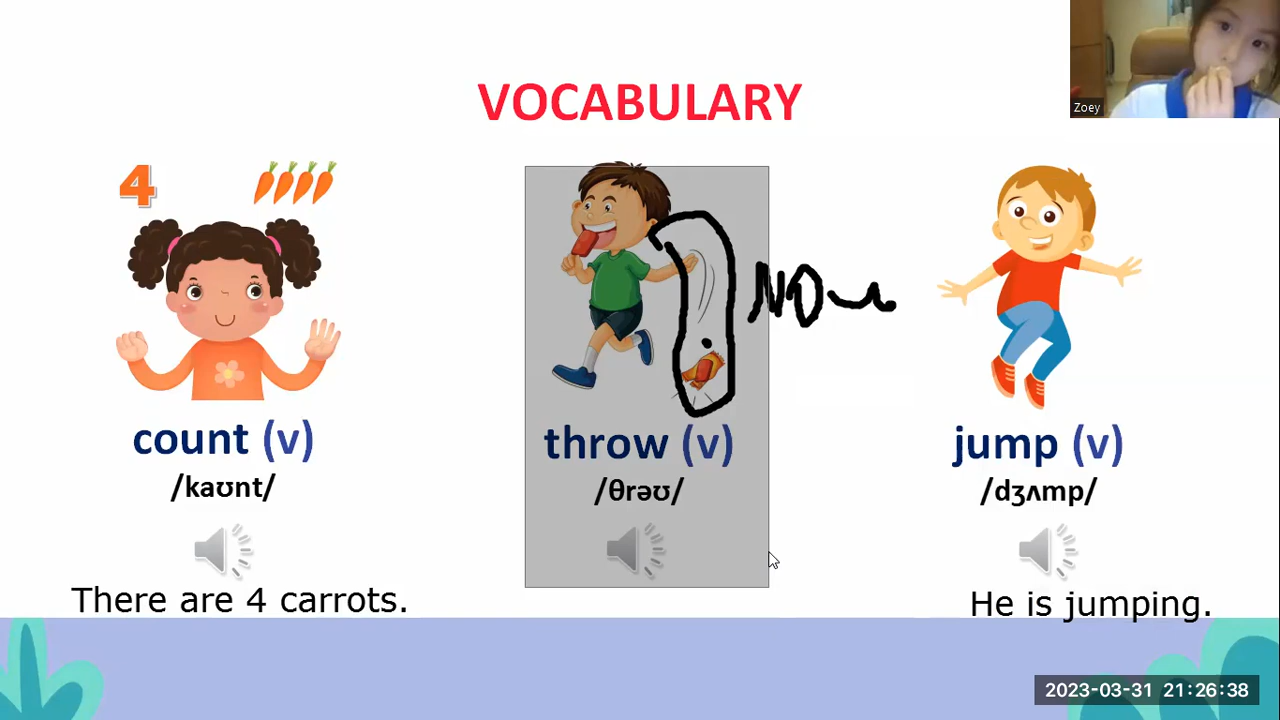 Zoey
VOCABULARY
4
count (v)
/kaʊnt/
There are 4 carrots.
throw (v)
/θrəʊ/
jump (v)
/dʒʌmp/
He is jumping.
2023-03-31 21:26:38